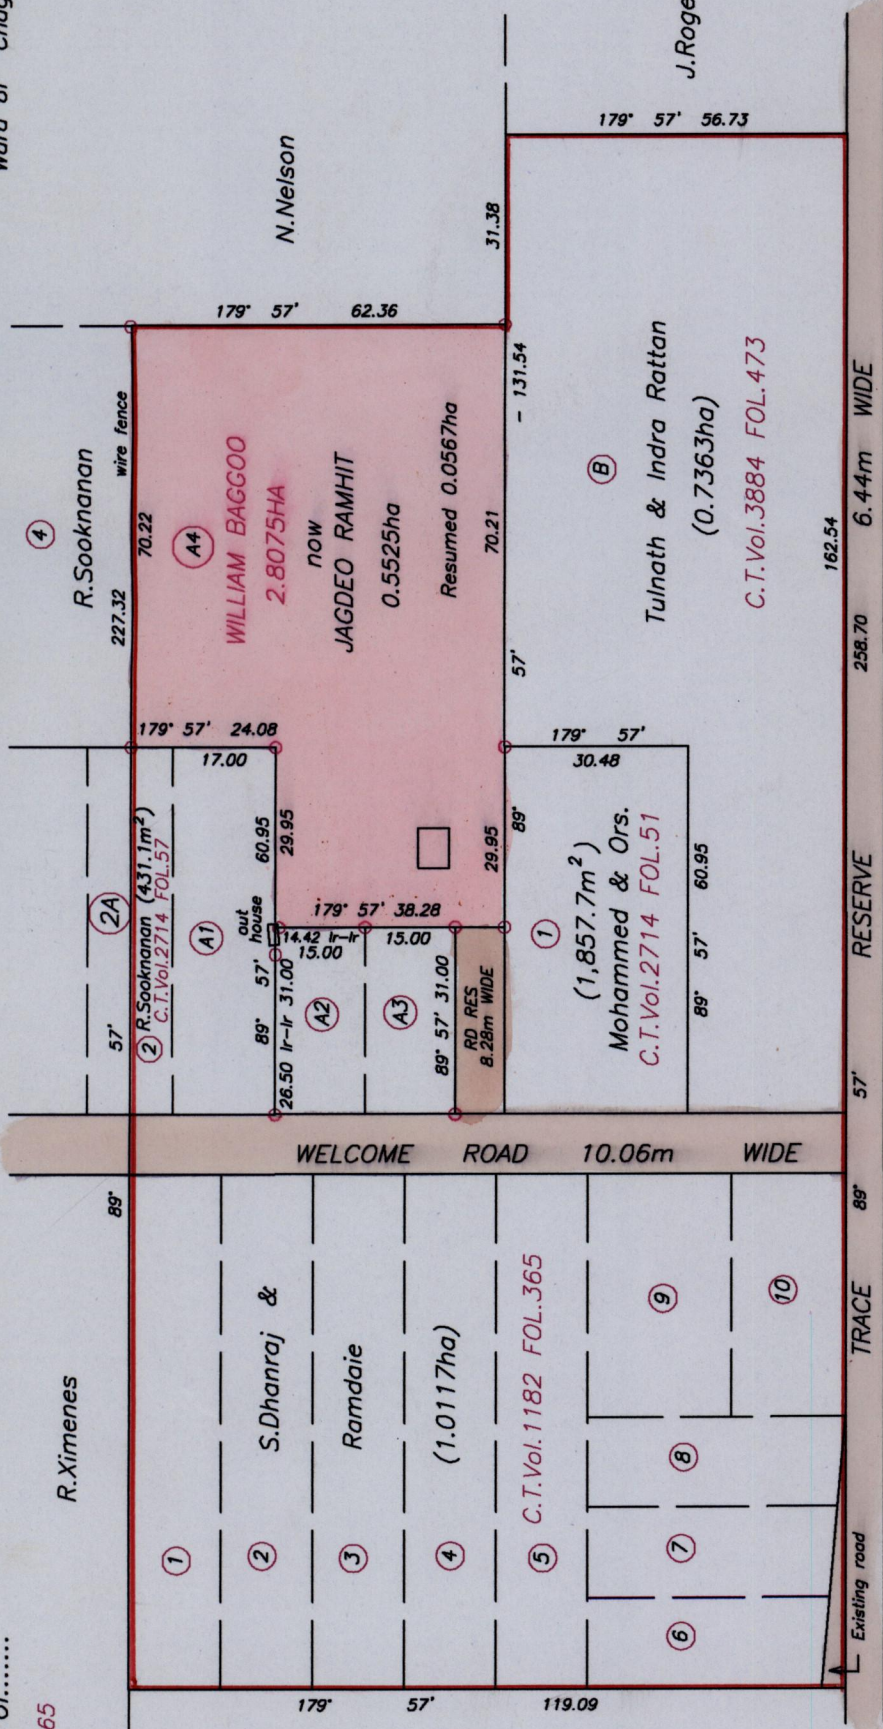 Ward of Chag
of.......
65
R.Ximenes
④
R.Sooknanan
N.Nelson
J.Roge
89° 57' 227.32
wire fence
70.22
179° 57' 62.36
A4
WILLIAM BAGGOO
2.8075HA
now
JAGDEO RAMHIT
0.5525ha
Resumed 0.0567ha
70.21
31.38
179° 57' 56.73
179° 57' 24.08
17.00
2A
② R.Sooknanan (431.1m²)
C.T.Vol.2714 FOL.57
A1
out
house
89° 57' 60.95
26.50 Ir-Ir 31.00
29.95
14.42 Ir-Ir
15.00
179° 57' 38.28
15.00
A2
A3
89° 57' 31.00
RD RES
8.28m WIDE
29.95
89° 57' - 131.54
179° 57'
30.48
①
(1,857.7m²)
Mohammed & Ors.
C.T.Vol.2714 FOL.51
89° 57' 60.95
Ⓑ
Tulnath & Indra Rattan
(0.7363ha)
C.T.Vol.3884 FOL.473
162.54
WELCOME ROAD 10.06m WIDE
①
②
S.Dhanraj &
③
Ramdaie
④
(1.0117ha)
⑤
C.T.Vol.1182 FOL.365
⑥
⑦
⑧
⑨
⑩
179° 57' 119.09
Existing road
89° 57' 258.70
TRACE RESERVE 6.44m WIDE